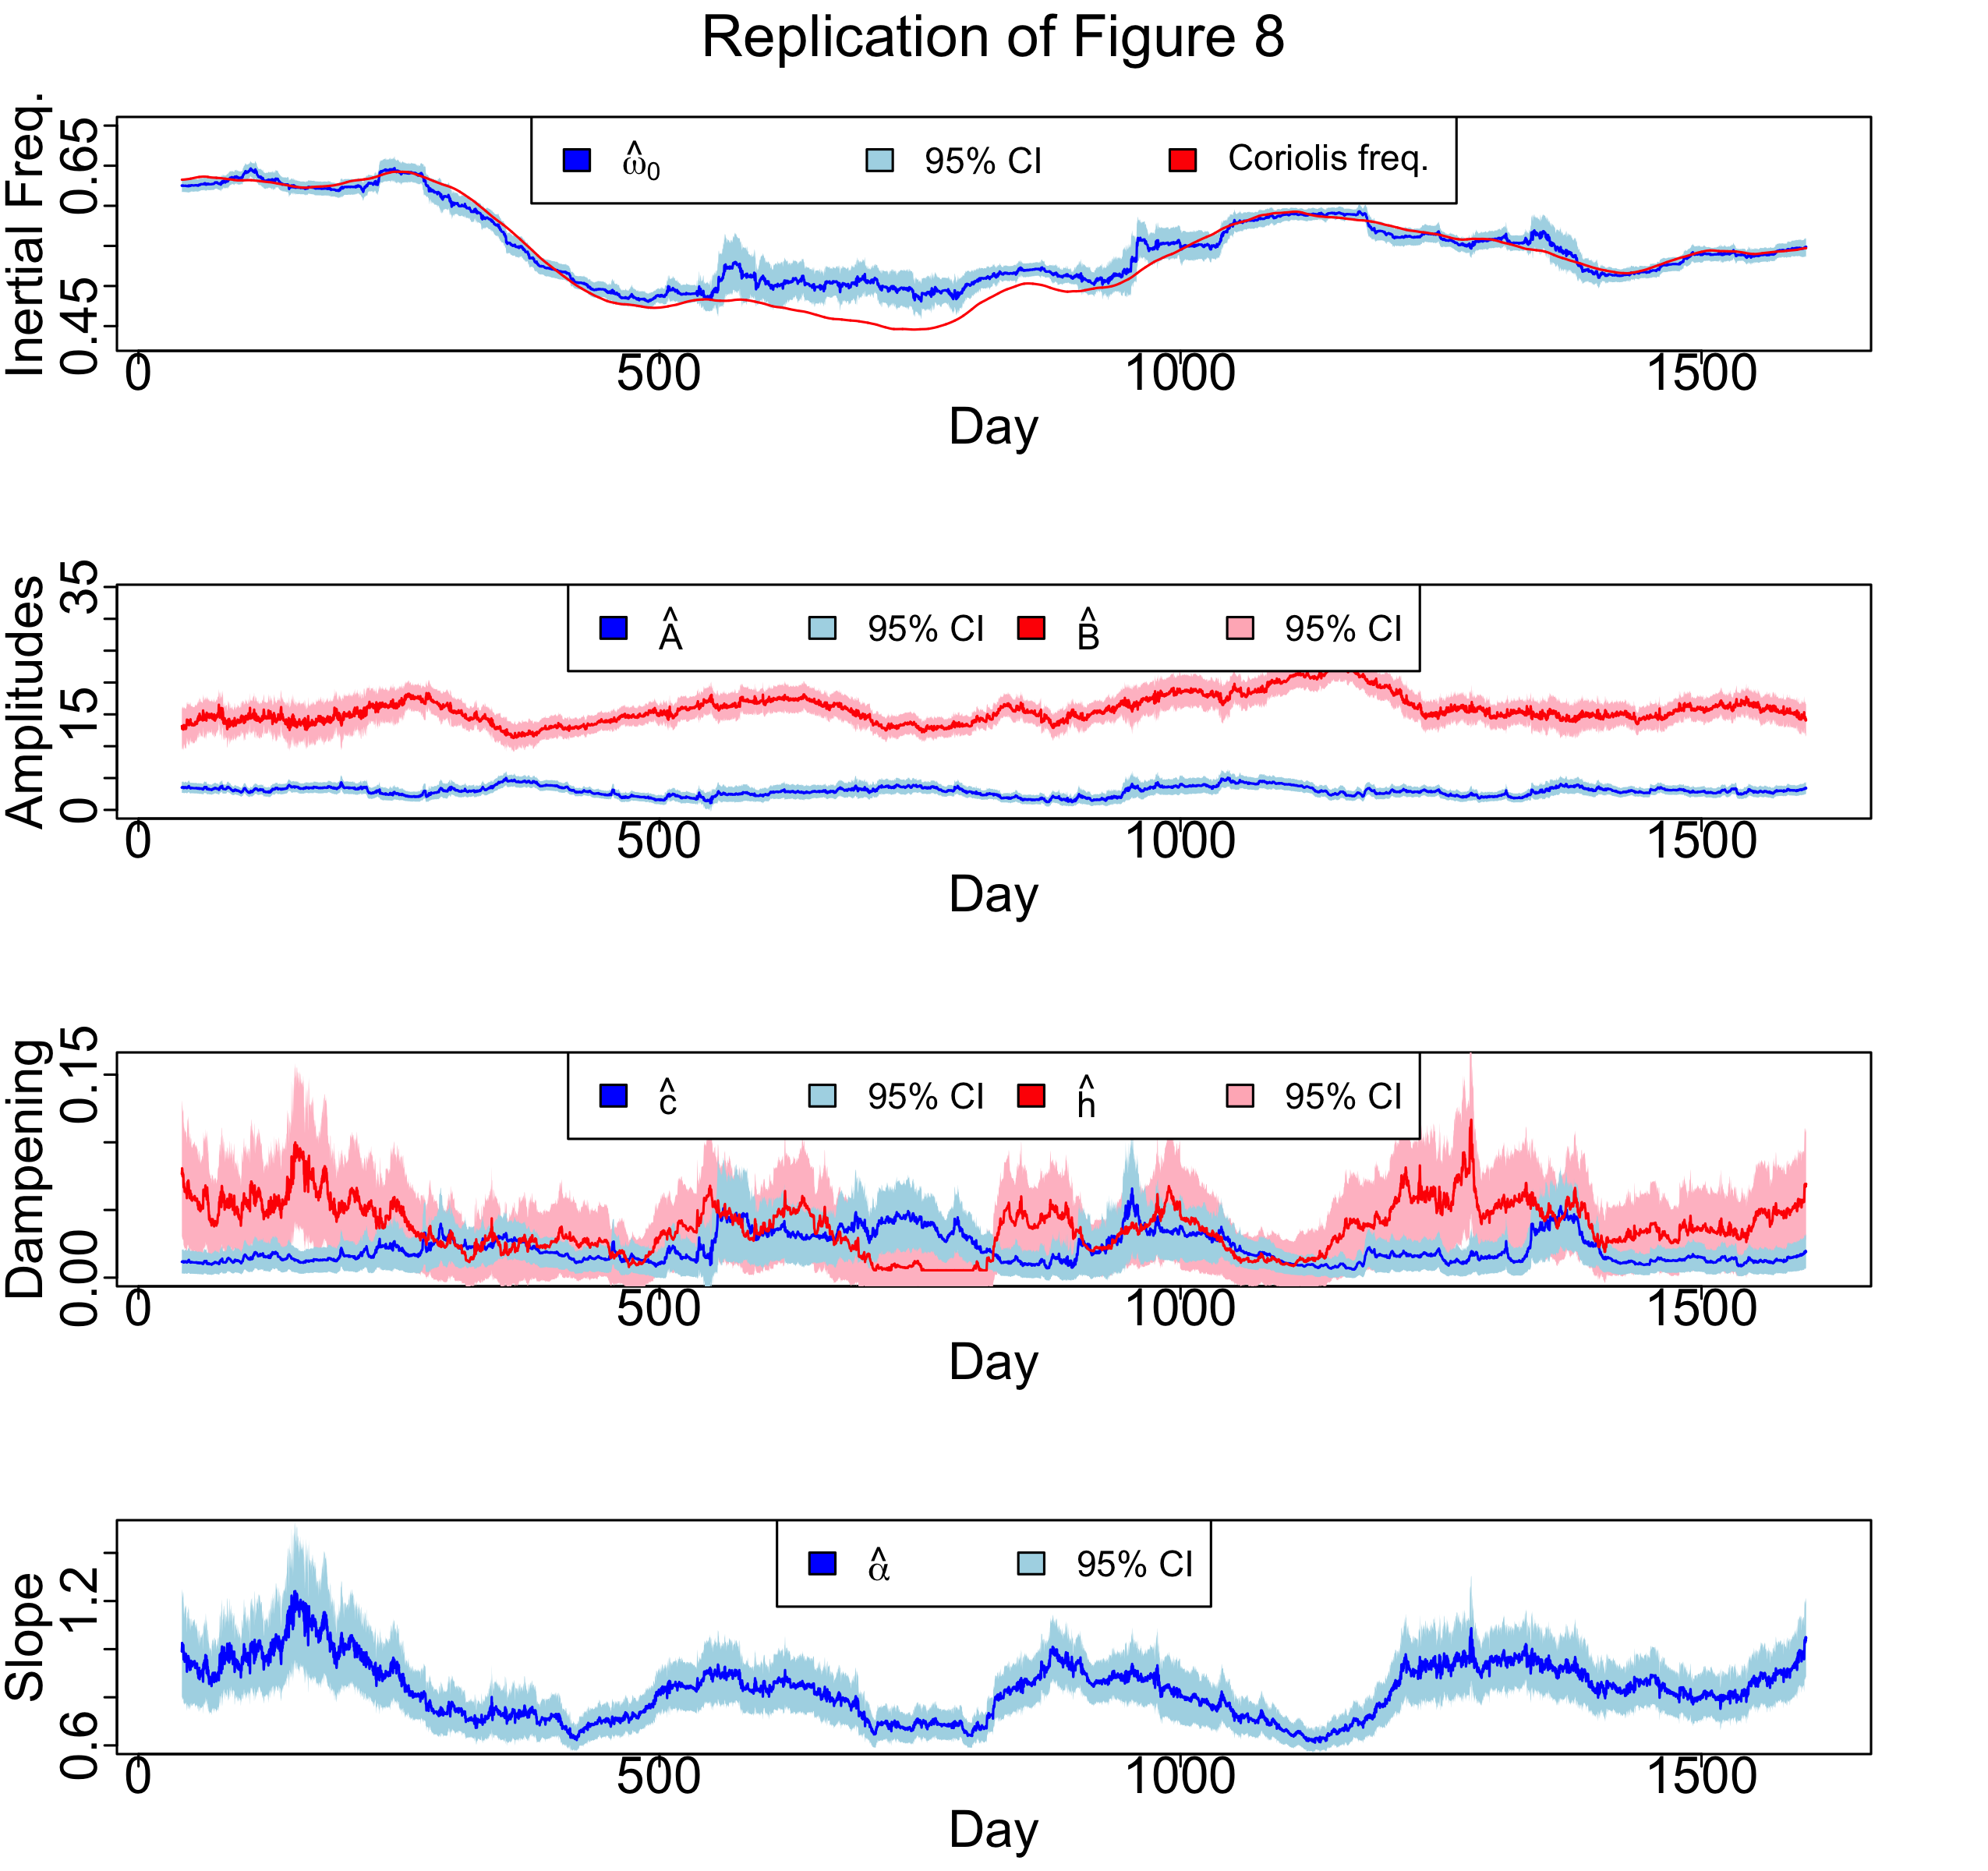 Replication of Figure 8
Inertial Freq.
0.45 0.65
ω̂₀ 95% CI Coriolis freq.
0 500 1000 1500
Day
Amplitudes
0 15 35
Â 95% CI B̂ 95% CI
0 500 1000 1500
Day
Dampening
0.00 0.15
ĉ 95% CI ĥ 95% CI
0 500 1000 1500
Day
Slope
0.6 1.2
α̂ 95% CI
0 500 1000 1500
Day